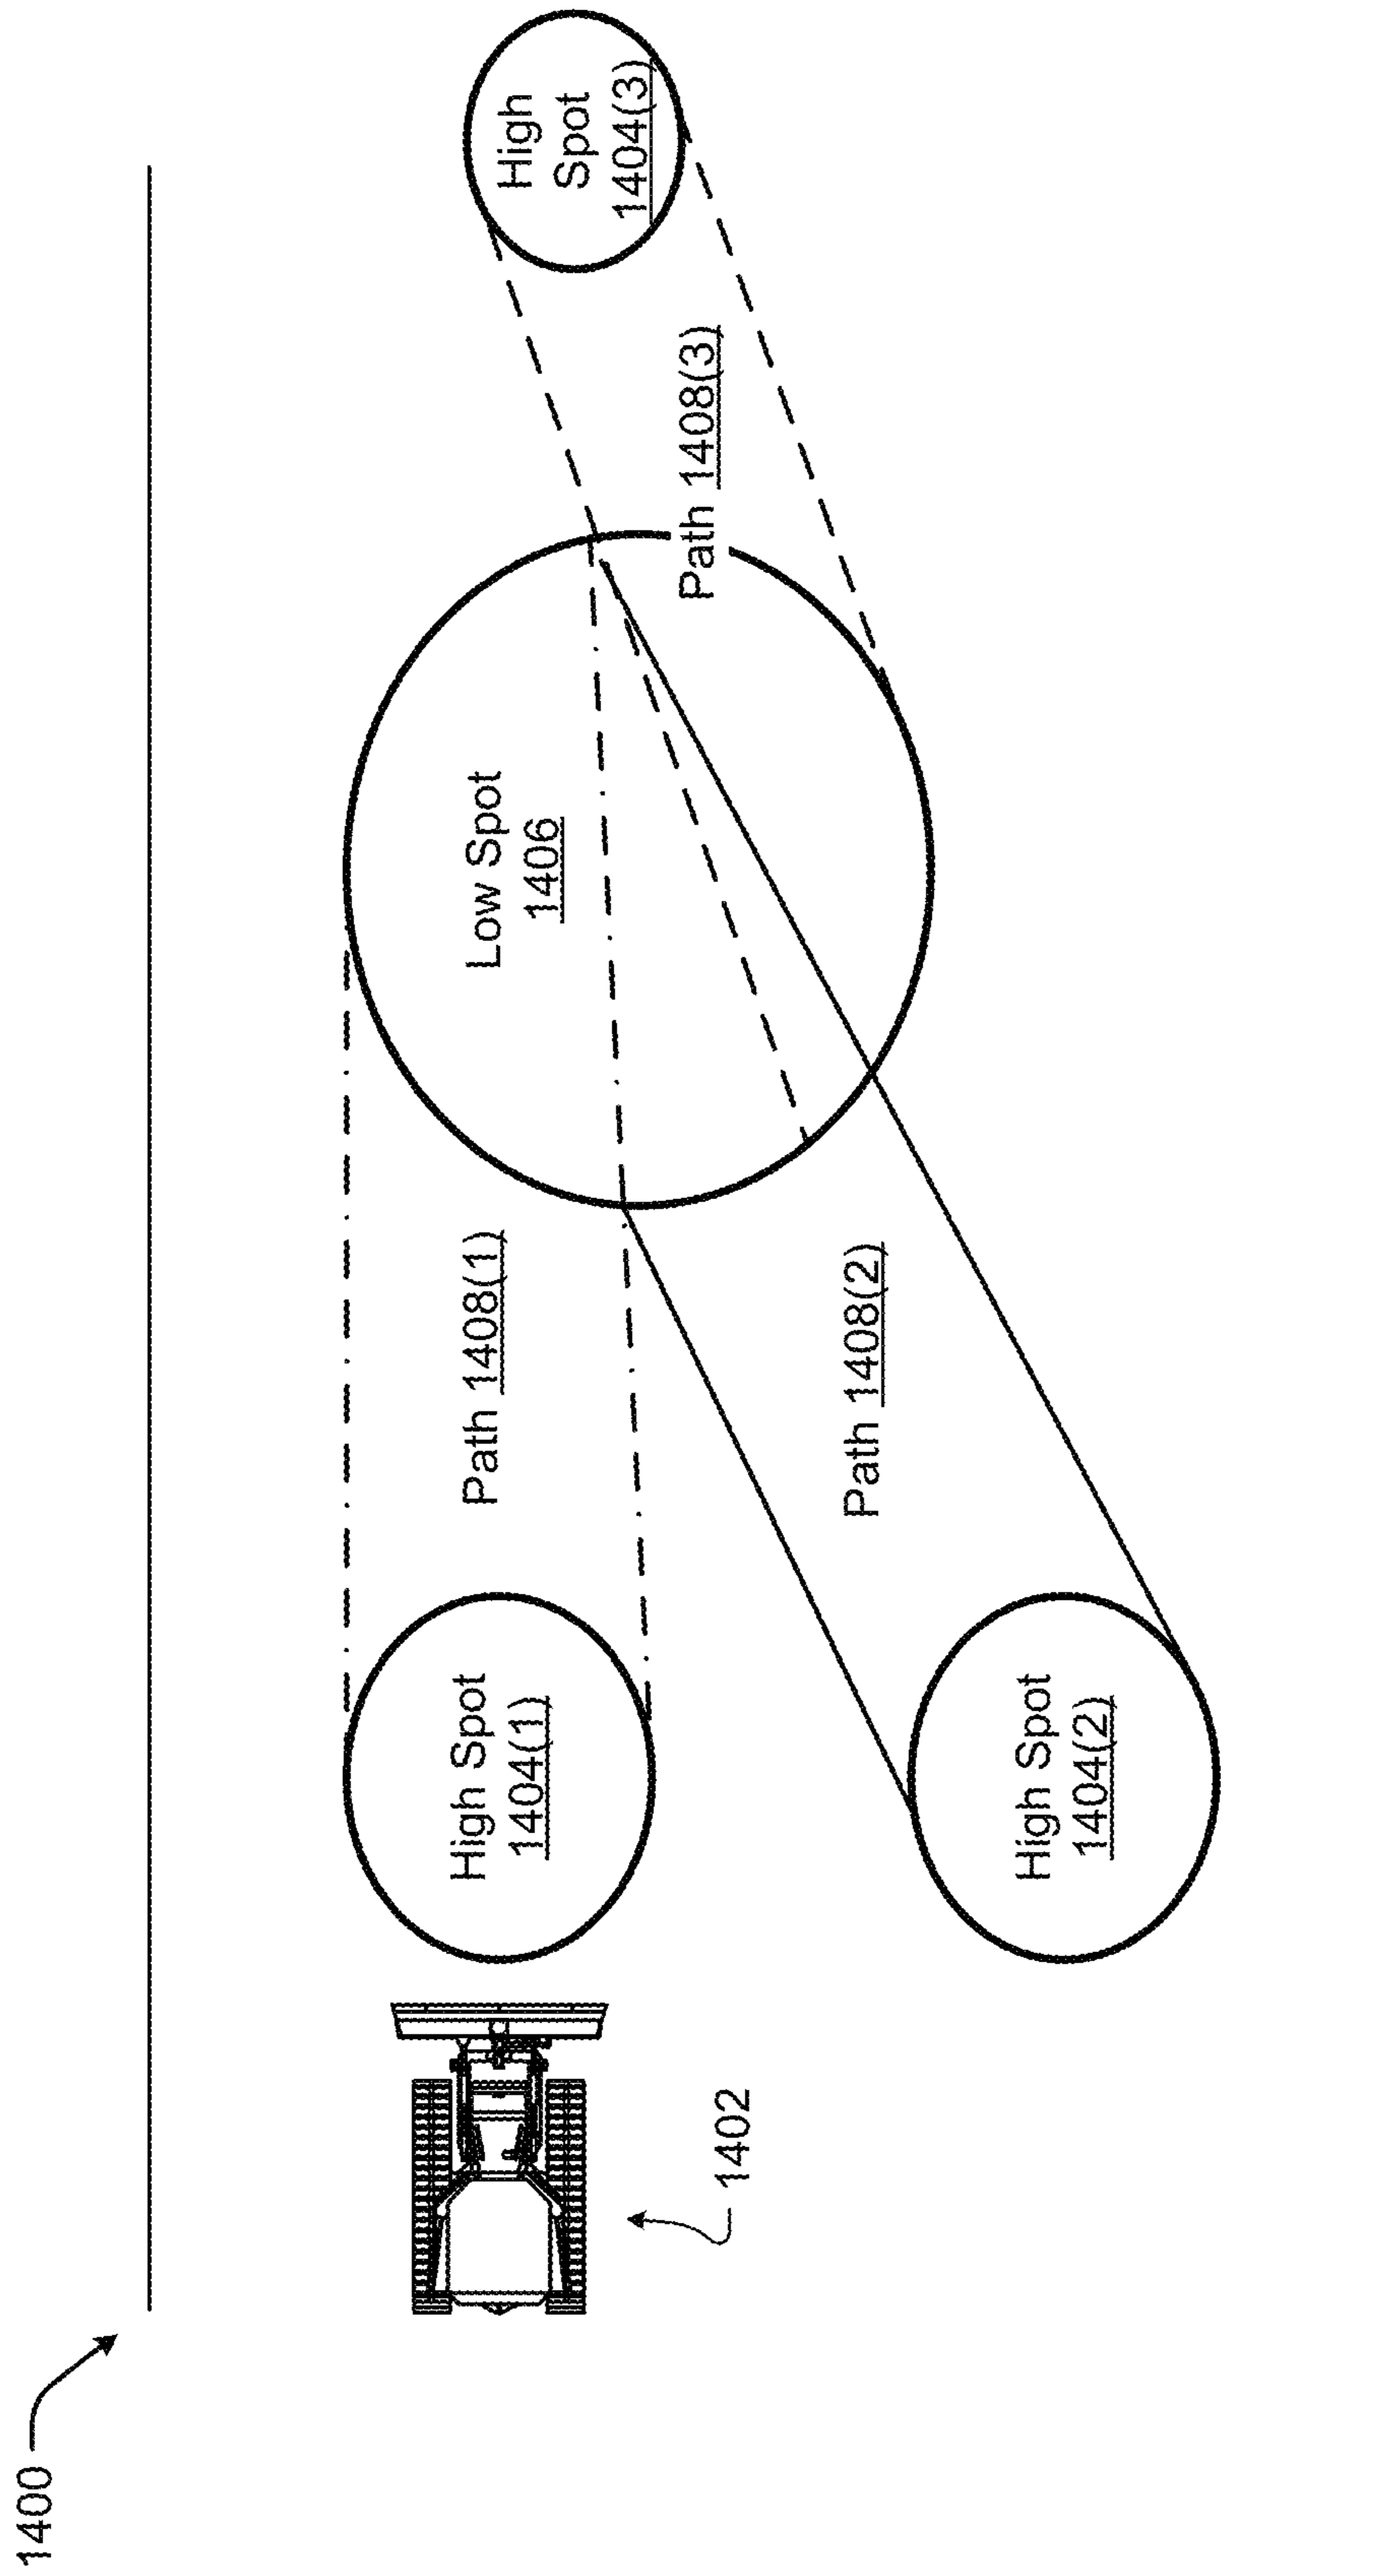 1400
1402
High Spot
1404(1)
Path 1408(1)
Low Spot
1406
High
Spot
1404(3)
Path 1408(3)
High Spot
1404(2)
Path 1408(2)